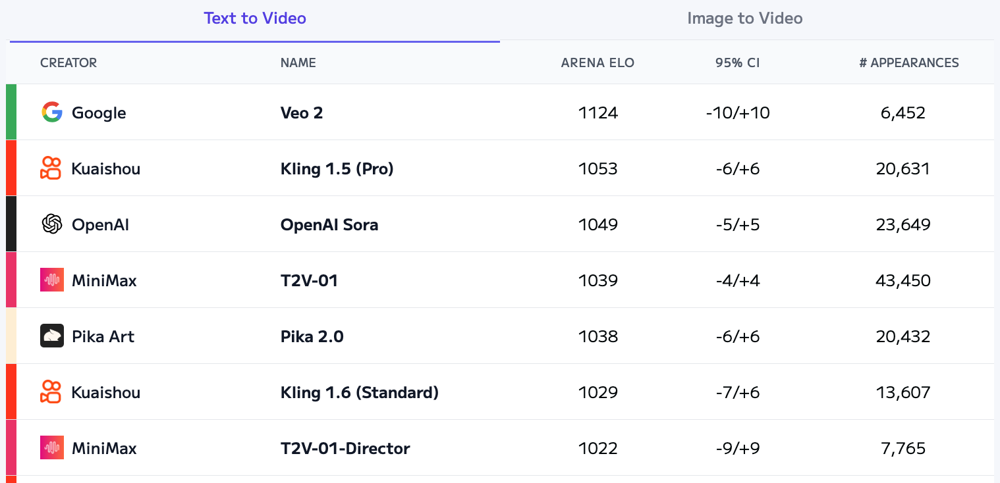 Text to Video Image to Video
CREATOR NAME ARENA ELO 95% CI # APPEARANCES
Google Veo 2 1124 -10/+10 6,452
Kuaishou Kling 1.5 (Pro) 1053 -6/+6 20,631
OpenAI OpenAI Sora 1049 -5/+5 23,649
MiniMax T2V-01 1039 -4/+4 43,450
Pika Art Pika 2.0 1038 -6/+6 20,432
Kuaishou Kling 1.6 (Standard) 1029 -7/+6 13,607
MiniMax T2V-01-Director 1022 -9/+9 7,765